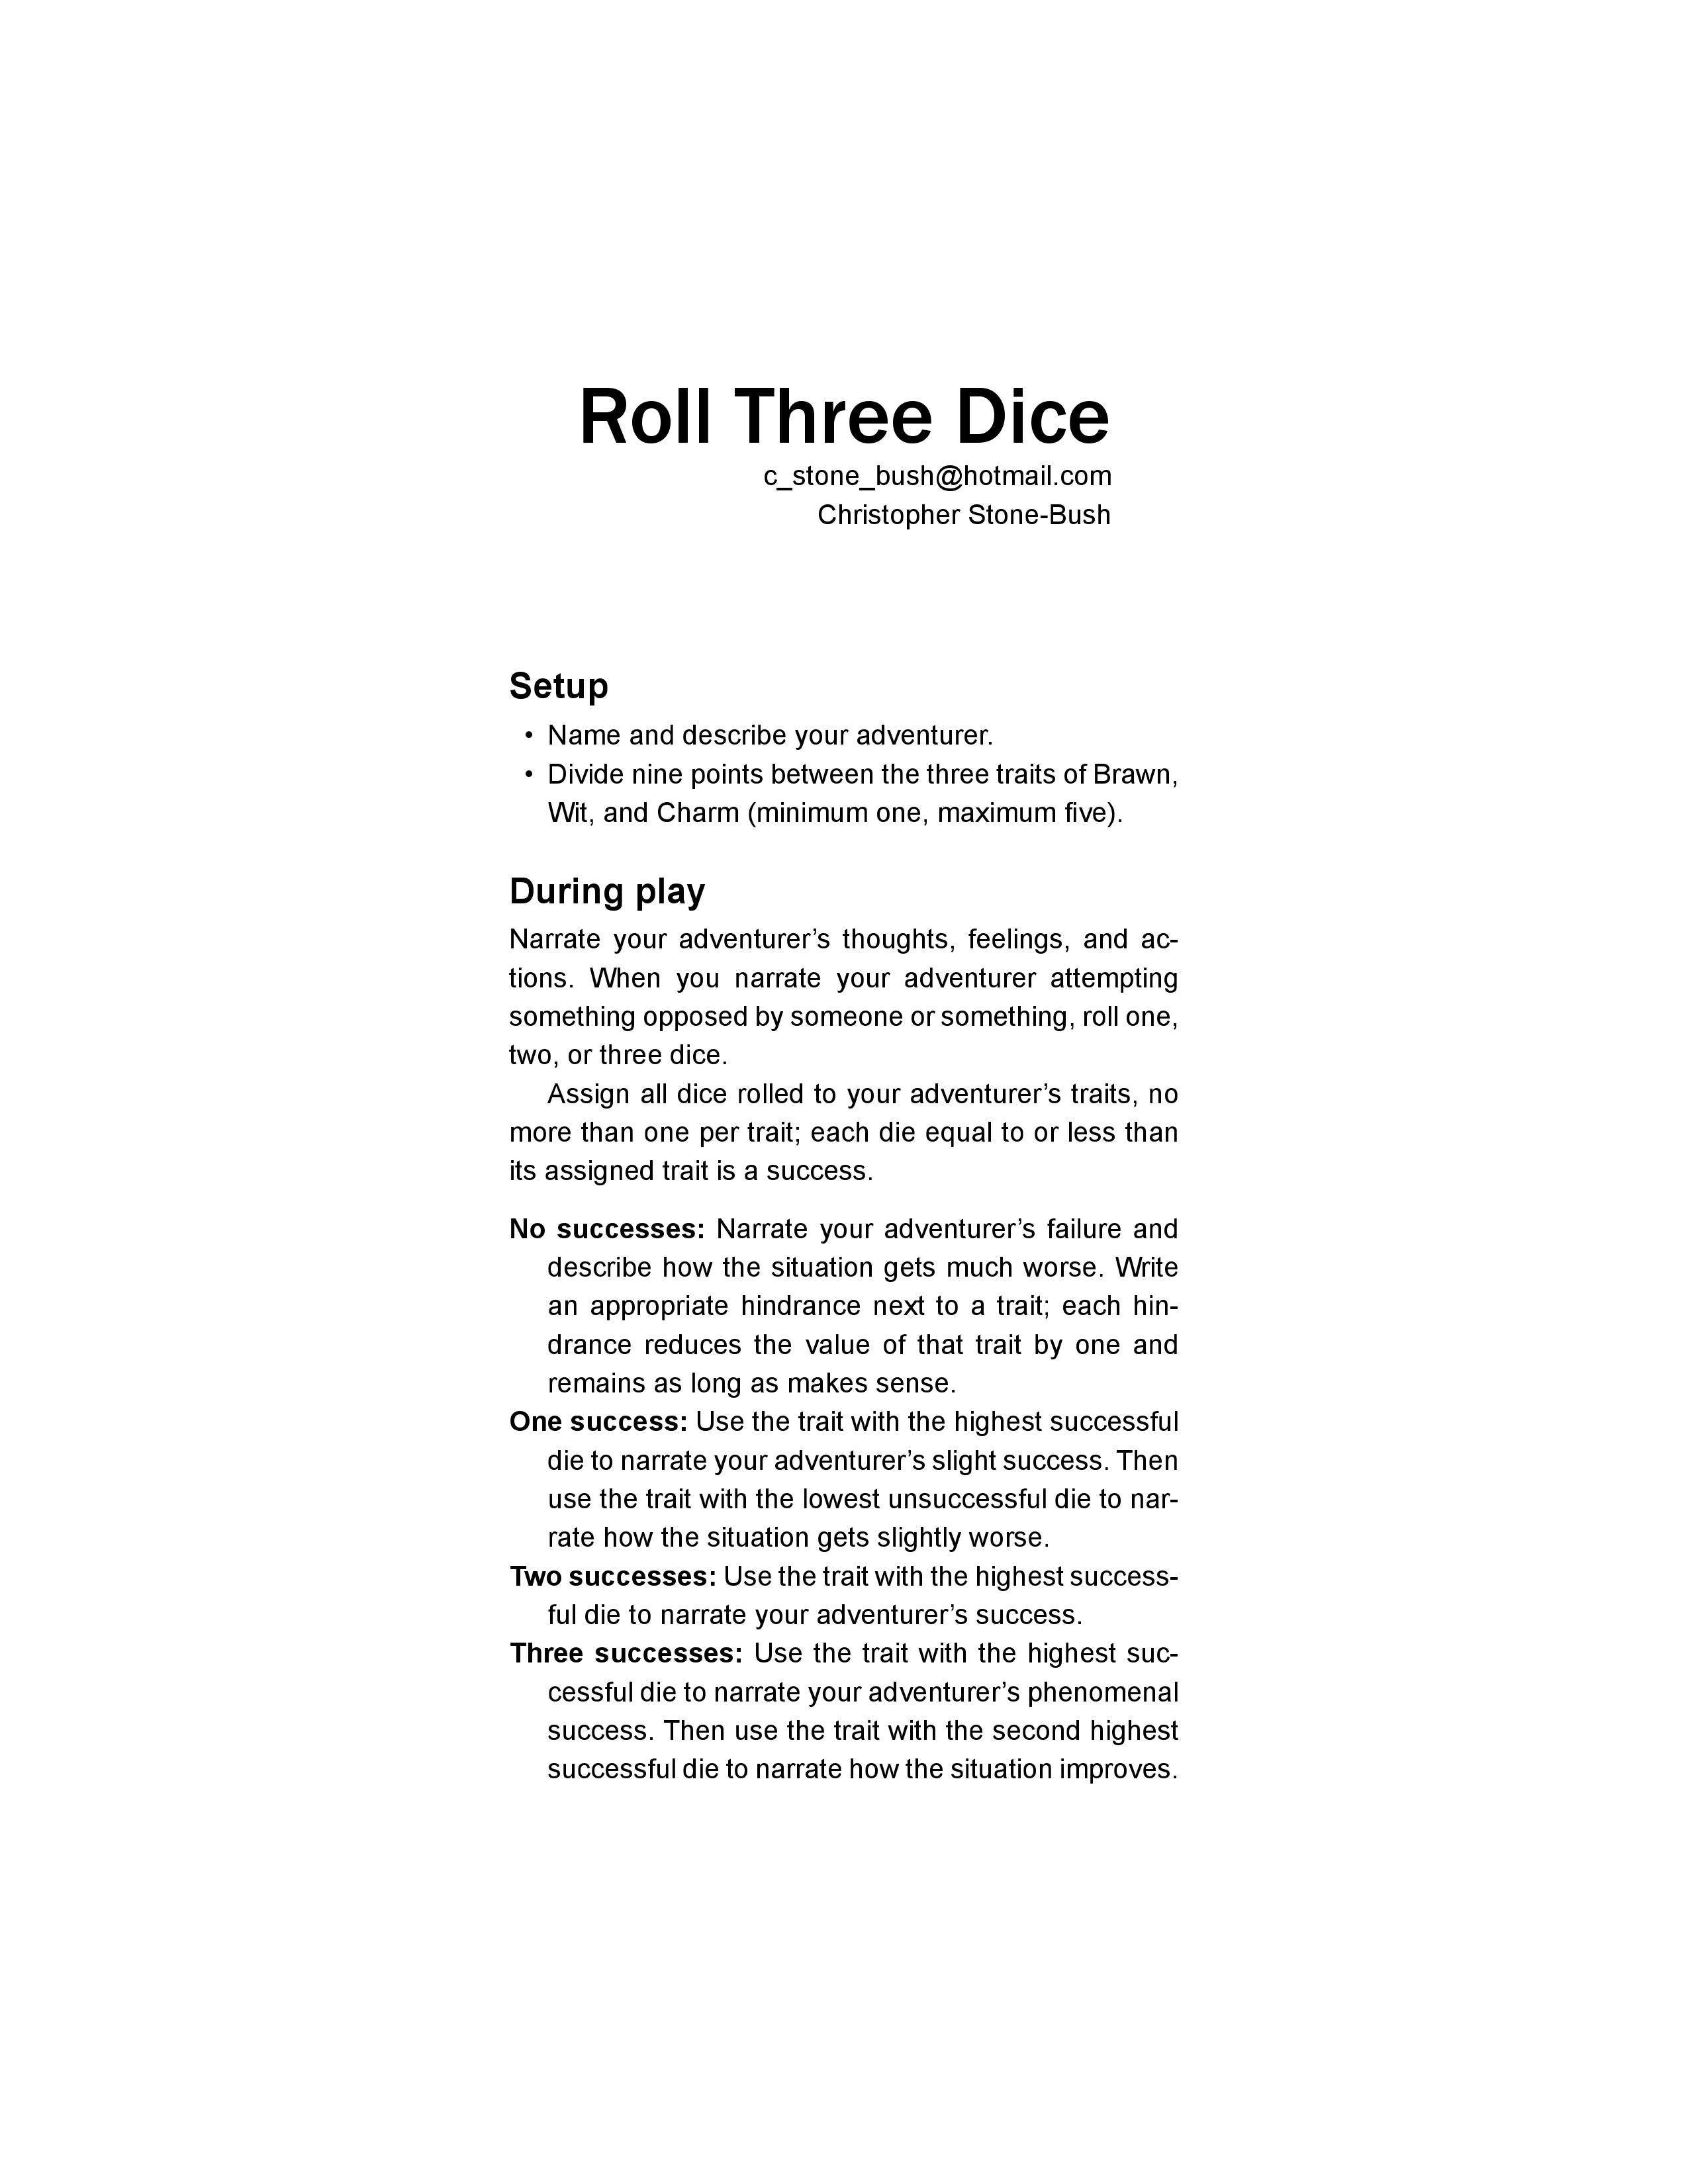 Roll Three Dice
c_stone_bush@hotmail.com
Christopher Stone-Bush
Setup
• Name and describe your adventurer.
• Divide nine points between the three traits of Brawn,
Wit, and Charm (minimum one, maximum five).
During play
Narrate your adventurer’s thoughts, feelings, and ac-
tions. When you narrate your adventurer attempting
something opposed by someone or something, roll one,
two, or three dice.
Assign all dice rolled to your adventurer’s traits, no
more than one per trait; each die equal to or less than
its assigned trait is a success.
No successes: Narrate your adventurer’s failure and
describe how the situation gets much worse. Write
an appropriate hindrance next to a trait; each hin-
drance reduces the value of that trait by one and
remains as long as makes sense.
One success: Use the trait with the highest successful
die to narrate your adventurer’s slight success. Then
use the trait with the lowest unsuccessful die to nar-
rate how the situation gets slightly worse.
Two successes: Use the trait with the highest success-
ful die to narrate your adventurer’s success.
Three successes: Use the trait with the highest suc-
cessful die to narrate your adventurer’s phenomenal
success. Then use the trait with the second highest
successful die to narrate how the situation improves.